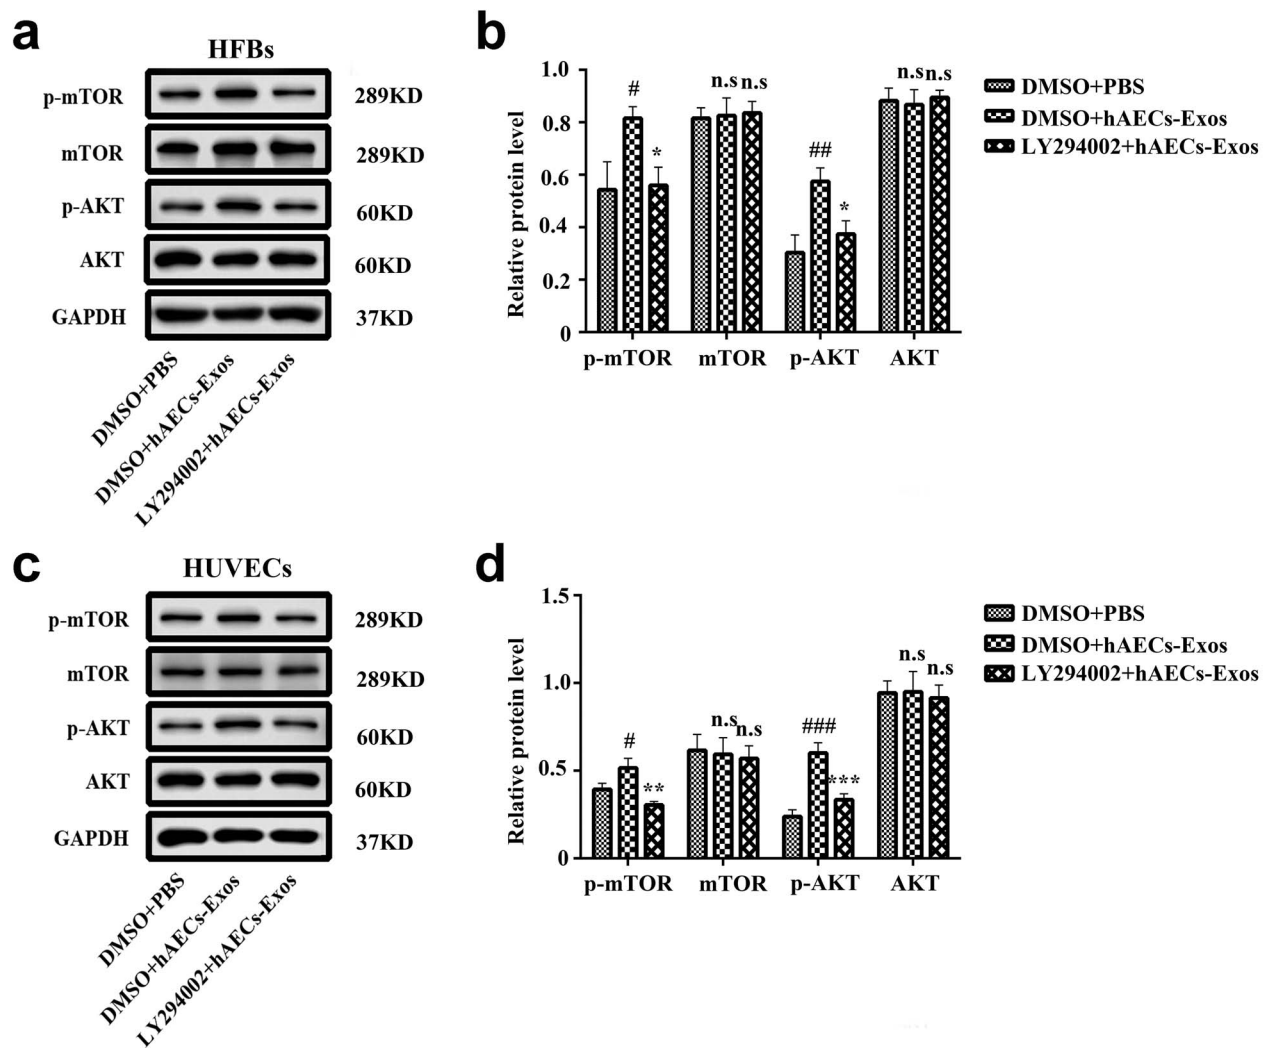 a
HFBs
p-mTOR 289KD
mTOR 289KD
p-AKT 60KD
AKT 60KD
GAPDH 37KD
DMSO+PBS
DMSO+hAECs-Exos
LY294002+hAECs-Exos
b
Relative protein level
1.0
0.8
0.6
0.4
0.2
0
# * n.s n.s ## * n.s n.s
p-mTOR mTOR p-AKT AKT
DMSO+PBS
DMSO+hAECs-Exos
LY294002+hAECs-Exos
c
HUVECs
p-mTOR 289KD
mTOR 289KD
p-AKT 60KD
AKT 60KD
GAPDH 37KD
DMSO+PBS
DMSO+hAECs-Exos
LY294002+hAECs-Exos
d
Relative protein level
1.5
1.0
0.5
0
# ** n.s n.s ### *** n.s n.s
p-mTOR mTOR p-AKT AKT
DMSO+PBS
DMSO+hAECs-Exos
LY294002+hAECs-Exos